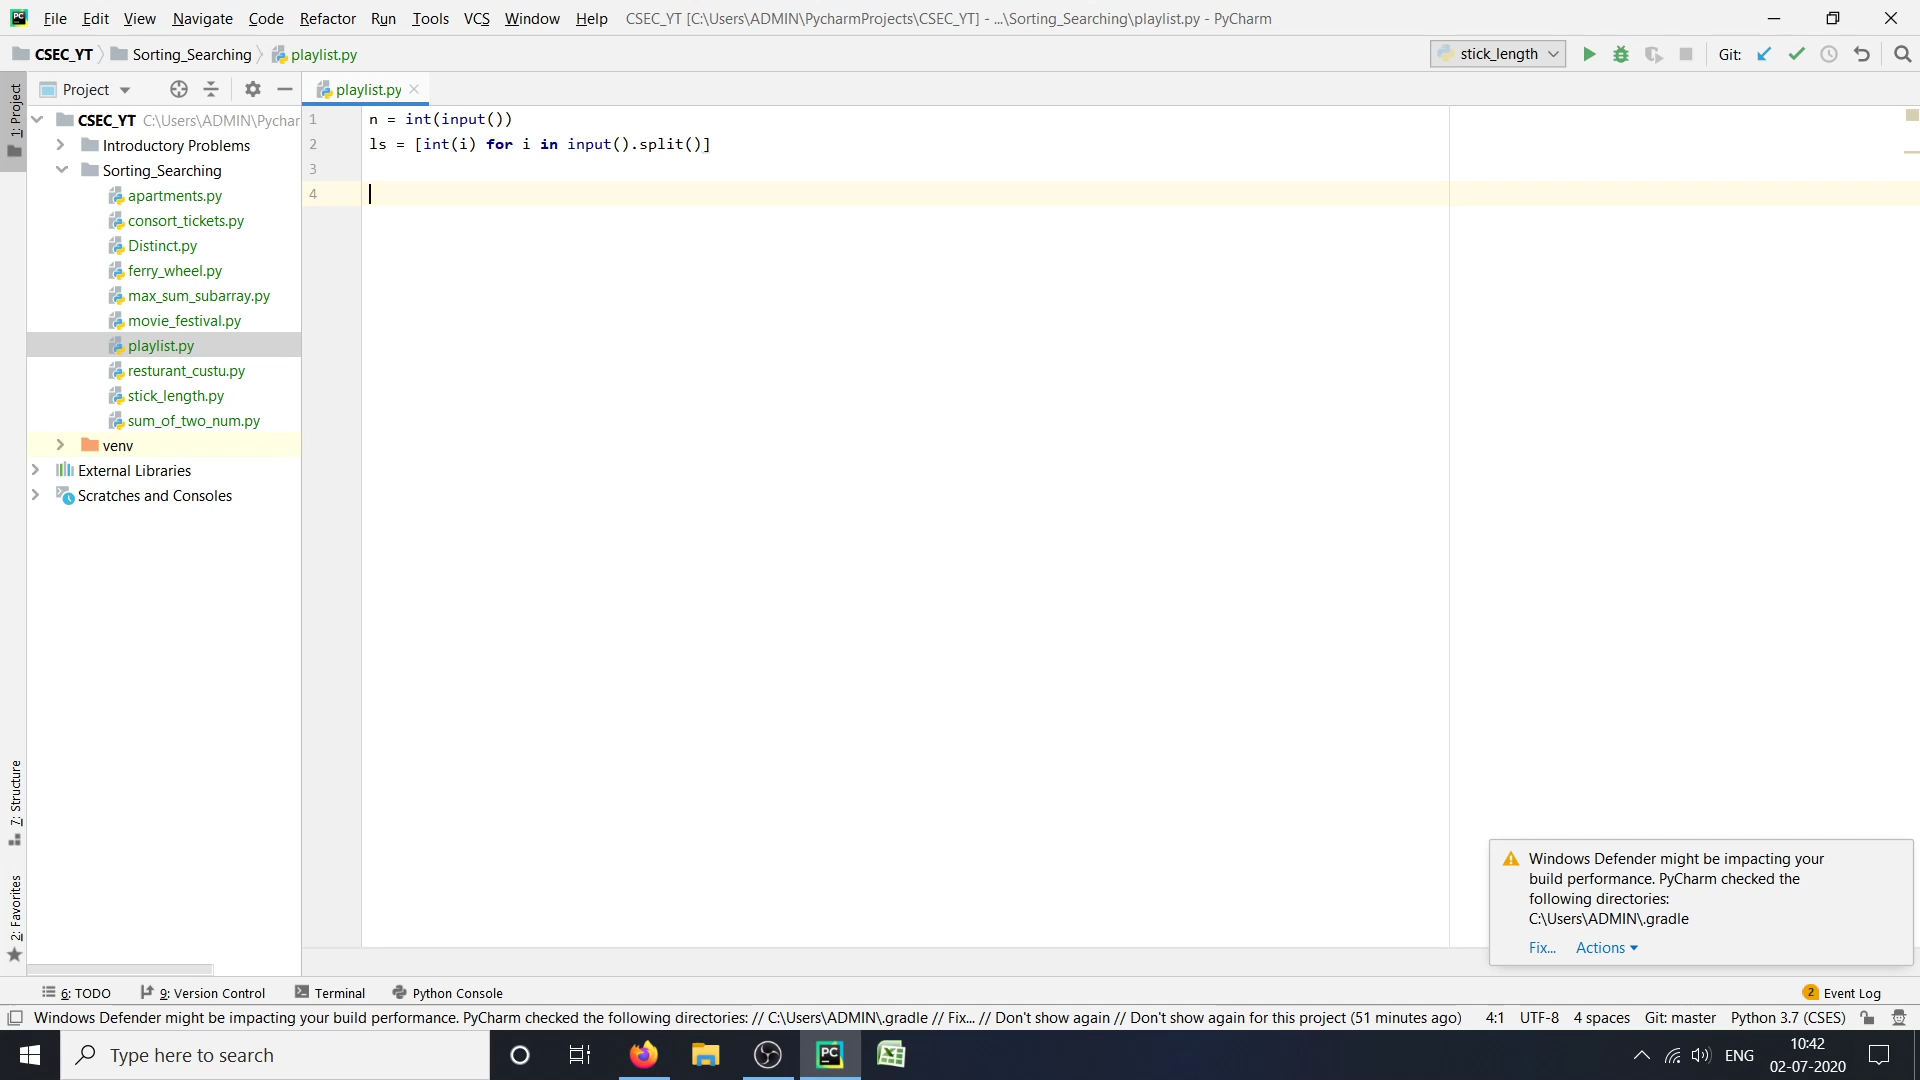 File Edit View Navigate Code Refactor Run Tools VCS Window Help CSEC_YT [C:\Users\ADMIN\PycharmProjects\CSEC_YT] - ...\Sorting_Searching\playlist.py - PyCharm
CSEC_YT Sorting_Searching playlist.py stick_length Git:
1: Project
Project
playlist.py
CSEC_YT C:\Users\ADMIN\Pychar
Introductory Problems
Sorting_Searching
apartments.py
consort_tickets.py
Distinct.py
ferry_wheel.py
max_sum_subarray.py
movie_festival.py
playlist.py
resturant_custu.py
stick_length.py
sum_of_two_num.py
venv
External Libraries
Scratches and Consoles
1 n = int(input())
2 ls = [int(i) for i in input().split()]
3
4
7: Structure
2: Favorites
Windows Defender might be impacting your
build performance. PyCharm checked the
following directories:
C:\Users\ADMIN\.gradle
Fix... Actions
6: TODO 9: Version Control Terminal Python Console 2 Event Log
Windows Defender might be impacting your build performance. PyCharm checked the following directories: // C:\Users\ADMIN\.gradle // Fix... // Don't show again // Don't show again for this project (51 minutes ago) 4:1 UTF-8 4 spaces Git: master Python 3.7 (CSES)
Type here to search PC ENG 10:42
02-07-2020